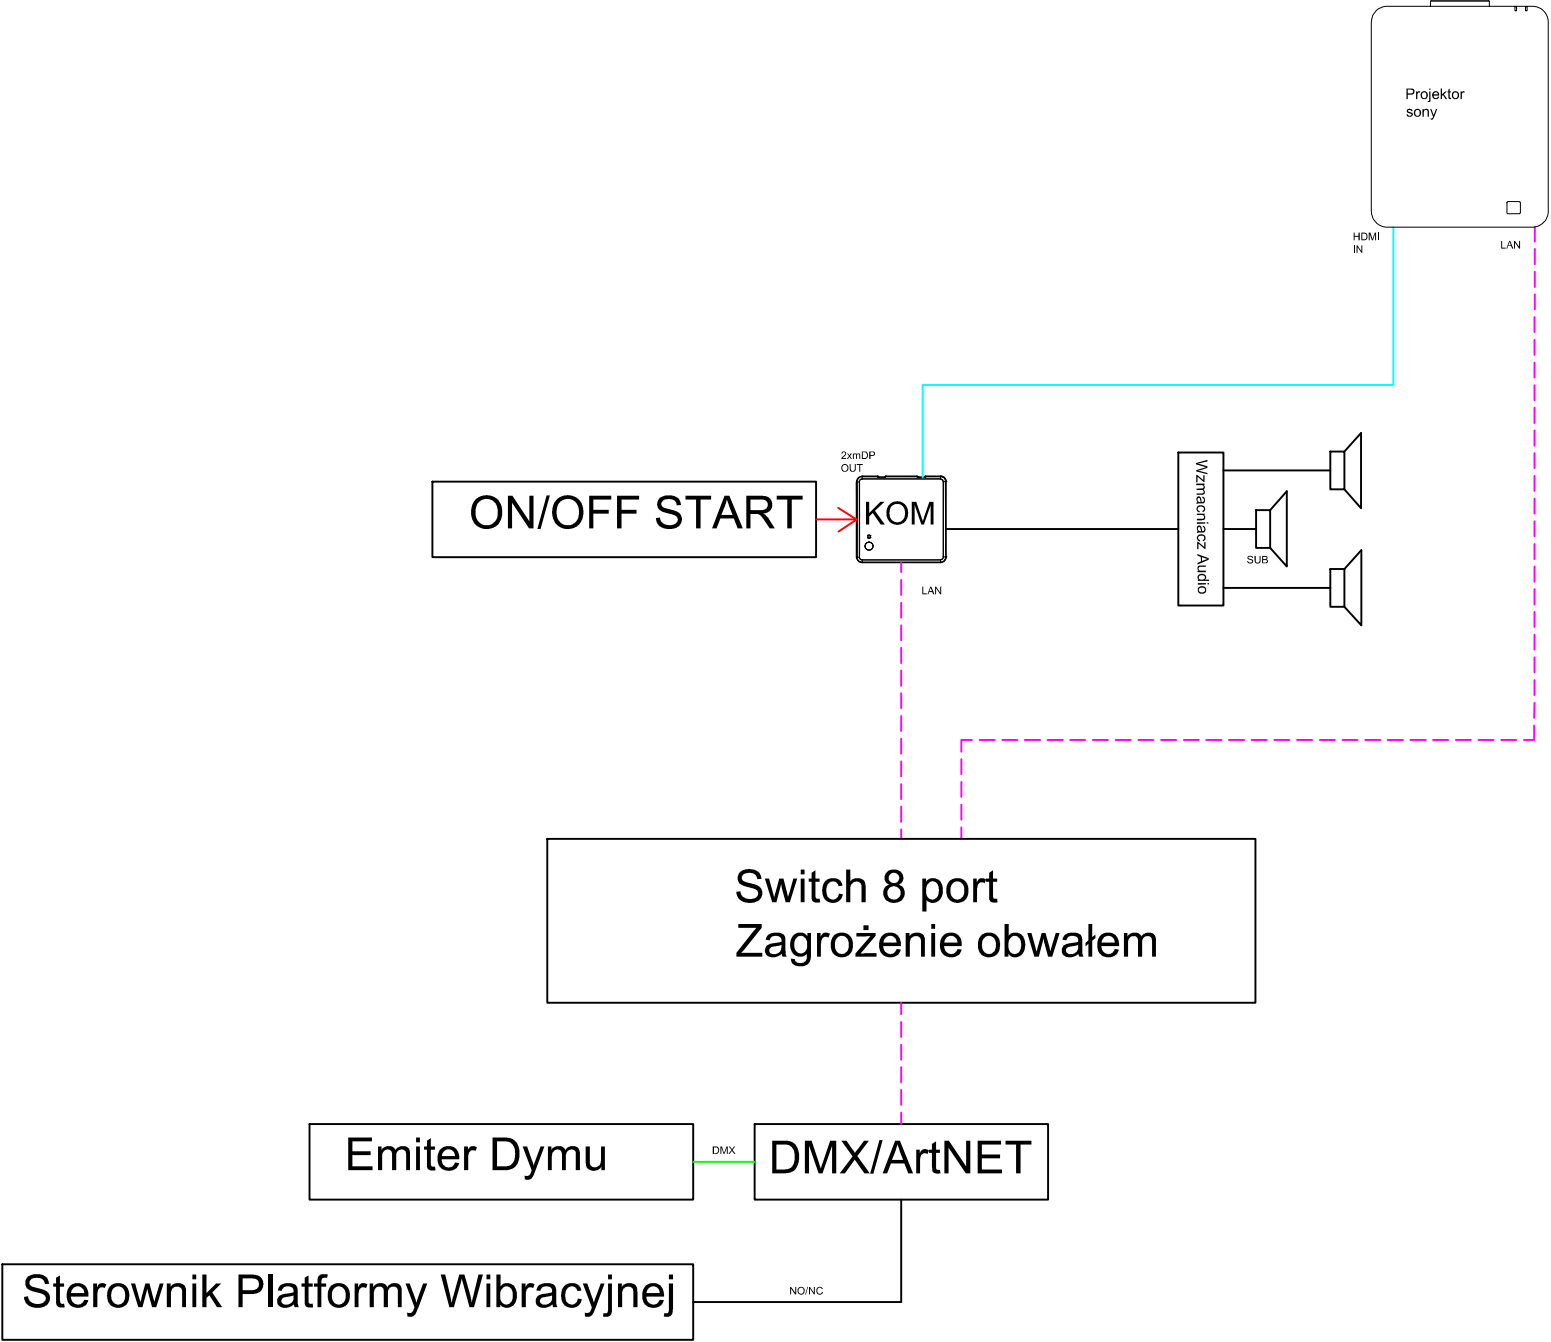 Projektor
sony
HDMI
IN
LAN
2xmDP
OUT
ON/OFF START
KOM
Wzmacniacz Audio
SUB
LAN
Switch 8 port
Zagrożenie obwałem
Emiter Dymu
DMX
DMX/ArtNET
Sterownik Platformy Wibracyjnej
NO/NC